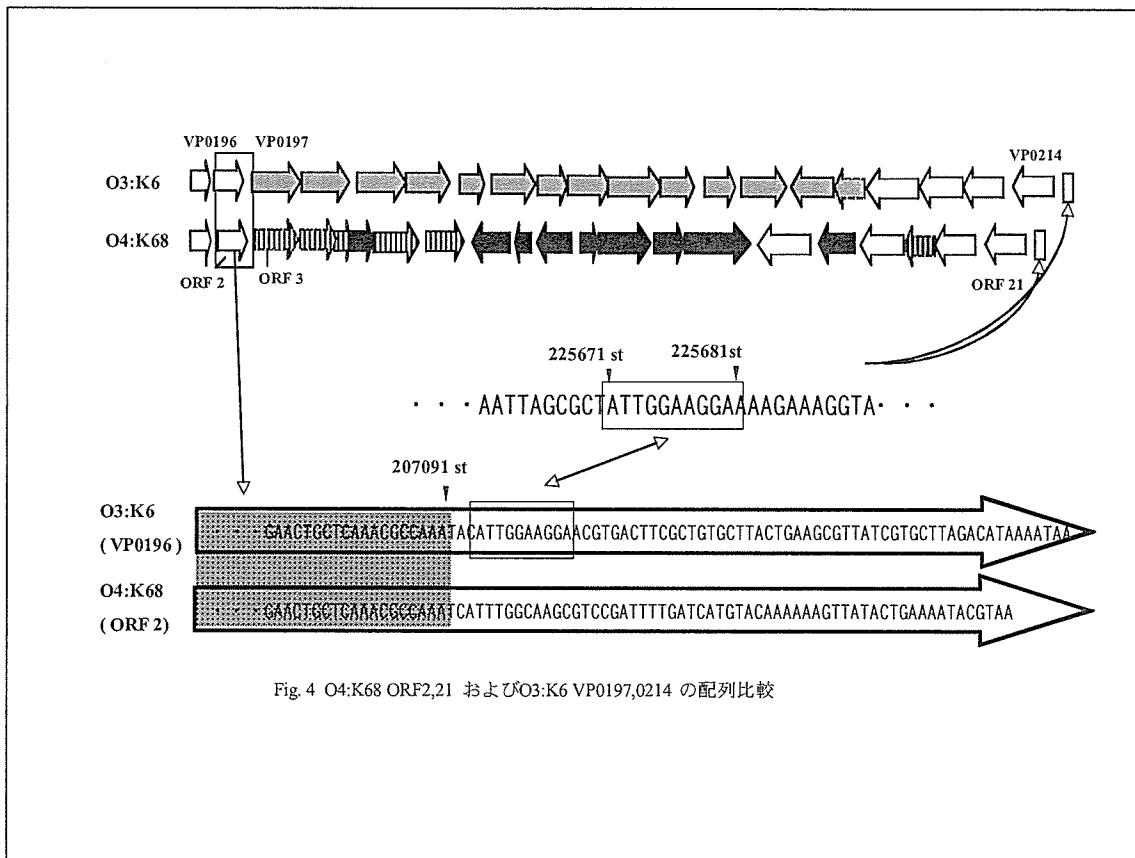 VP0196 VP0197 VP0214
O3:K6
O4:K68
ORF 2 ORF 3 ORF 21
225671 st 225681st
· · · AATTAGCGCTATTGGAAGGAAAAGAAAGGTA· · ·
207091 st
O3:K6
( VP0196 )
· · · GAACTGCTCAAACGCCAAATACATTGGAAGGAACGTGACTTCGCTGTGCTTACTGAAGCGTTATCGTGCTTAGACATAAAATAA
O4:K68
( ORF 2)
· · · GAACTGCTCAAACGCCAAATCATTTGGCAAGCGTCCGATTTTGATCATGTACAAAAAAGTTATACTGAAAATACGTAA
Fig. 4 O4:K68 ORF2,21 およびO3:K6 VP0197,0214 の配列比較